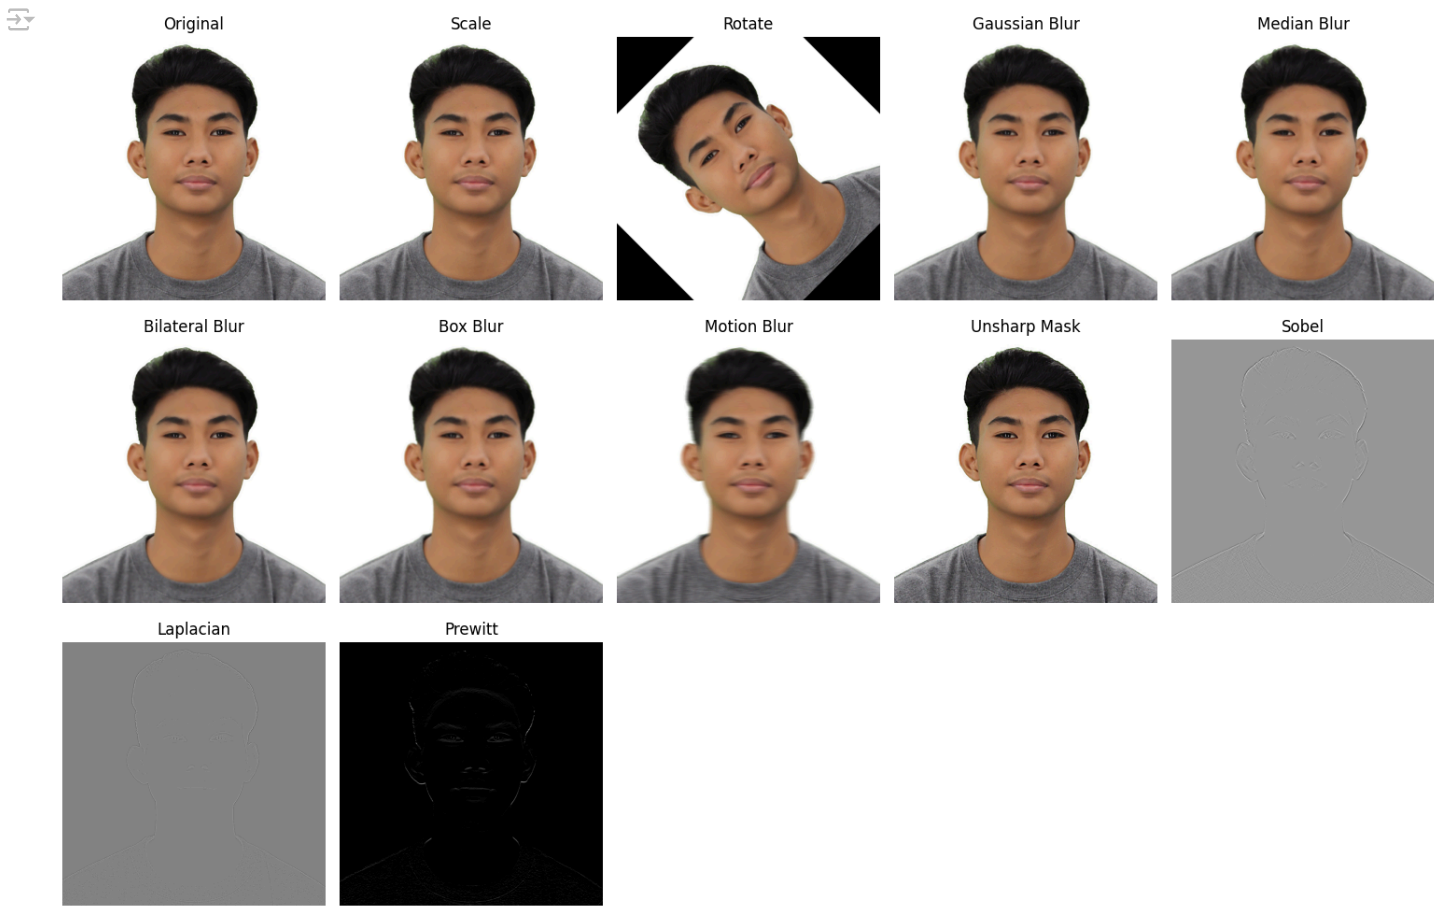 Original
Scale
Rotate
Gaussian Blur
Median Blur
Bilateral Blur
Box Blur
Motion Blur
Unsharp Mask
Sobel
Laplacian
Prewitt